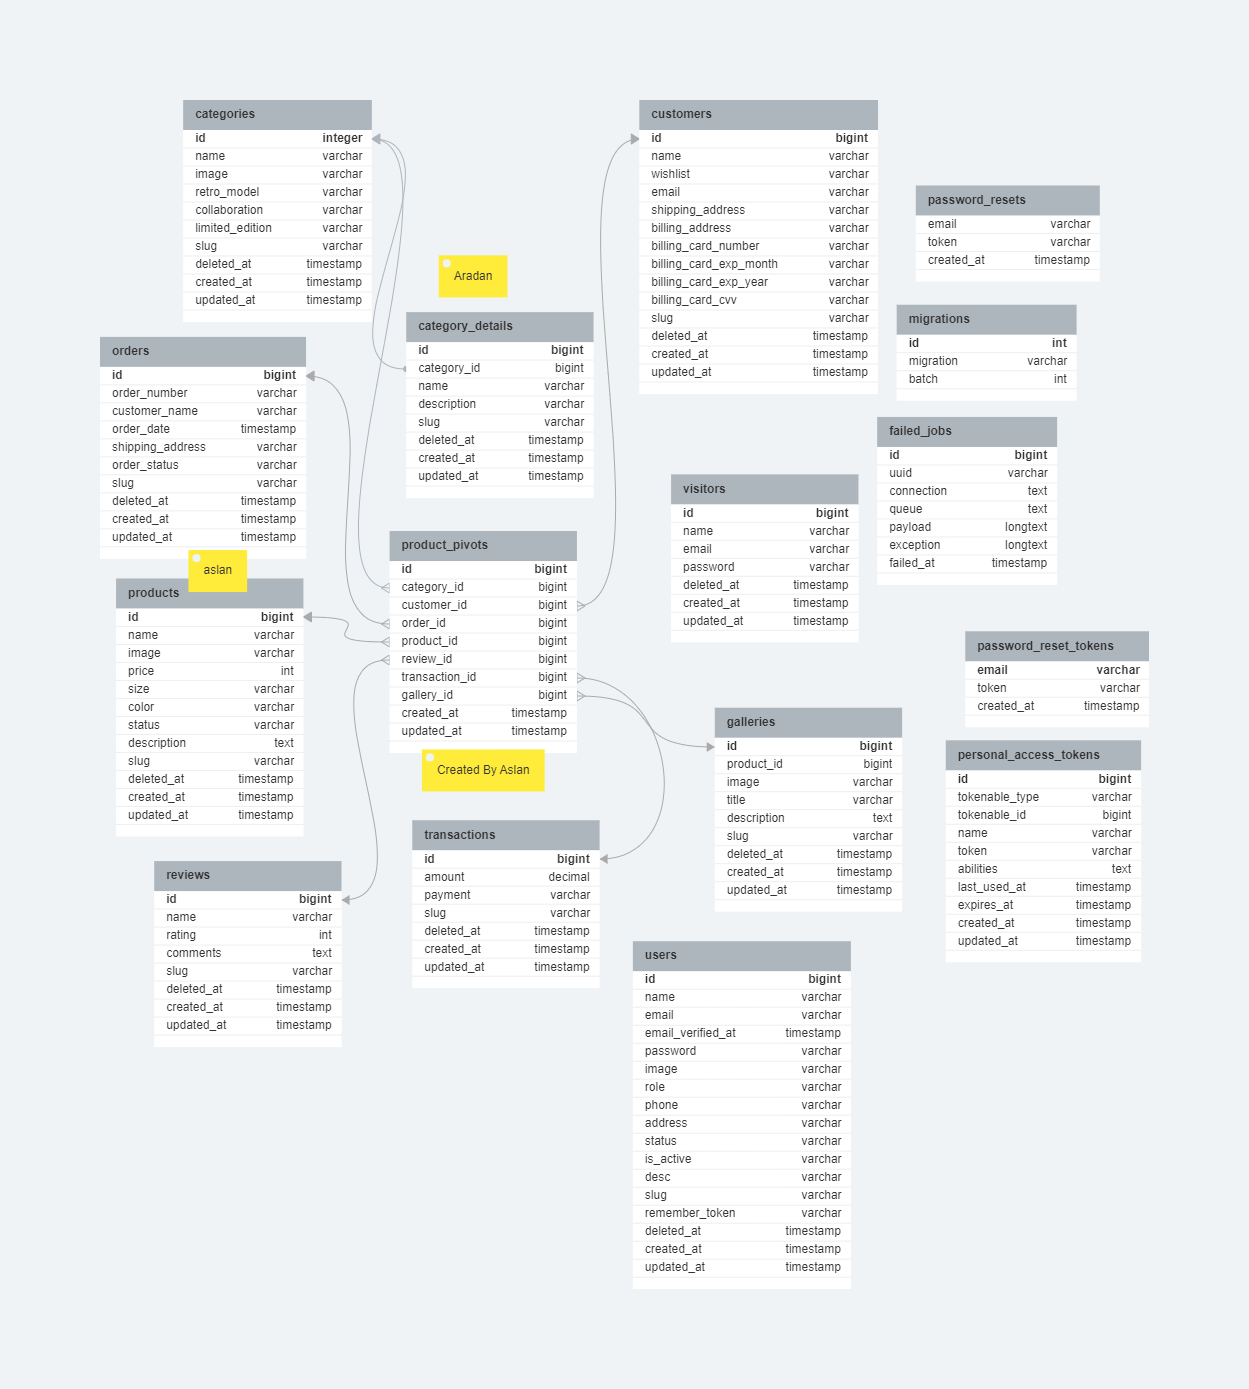 categories
id integer
name varchar
image varchar
retro_model varchar
collaboration varchar
limited_edition varchar
slug varchar
deleted_at timestamp
created_at timestamp
updated_at timestamp
customers
id bigint
name varchar
wishlist varchar
email varchar
shipping_address varchar
billing_address varchar
billing_card_number varchar
billing_card_exp_month varchar
billing_card_exp_year varchar
billing_card_cvv varchar
slug varchar
deleted_at timestamp
created_at timestamp
updated_at timestamp
password_resets
email varchar
token varchar
created_at timestamp
Aradan
migrations
id int
migration varchar
batch int
category_details
id bigint
category_id bigint
name varchar
description varchar
slug varchar
deleted_at timestamp
created_at timestamp
updated_at timestamp
orders
id bigint
order_number varchar
customer_name varchar
order_date timestamp
shipping_address varchar
order_status varchar
slug varchar
deleted_at timestamp
created_at timestamp
updated_at timestamp
failed_jobs
id bigint
uuid varchar
connection text
queue text
payload longtext
exception longtext
failed_at timestamp
visitors
id bigint
name varchar
email varchar
password varchar
deleted_at timestamp
created_at timestamp
updated_at timestamp
product_pivots
id bigint
category_id bigint
customer_id bigint
order_id bigint
product_id bigint
review_id bigint
transaction_id bigint
gallery_id bigint
created_at timestamp
updated_at timestamp
aslan
products
id bigint
name varchar
image varchar
price int
size varchar
color varchar
status varchar
description text
slug varchar
deleted_at timestamp
created_at timestamp
updated_at timestamp
password_reset_tokens
email varchar
token varchar
created_at timestamp
galleries
id bigint
product_id bigint
image varchar
title varchar
description text
slug varchar
deleted_at timestamp
created_at timestamp
updated_at timestamp
personal_access_tokens
id bigint
tokenable_type varchar
tokenable_id bigint
name varchar
token varchar
abilities text
last_used_at timestamp
expires_at timestamp
created_at timestamp
updated_at timestamp
Created By Aslan
transactions
id bigint
amount decimal
payment varchar
slug varchar
deleted_at timestamp
created_at timestamp
updated_at timestamp
reviews
id bigint
name varchar
rating int
comments text
slug varchar
deleted_at timestamp
created_at timestamp
updated_at timestamp
users
id bigint
name varchar
email varchar
email_verified_at timestamp
password varchar
image varchar
role varchar
phone varchar
address varchar
status varchar
is_active varchar
desc varchar
slug varchar
remember_token varchar
deleted_at timestamp
created_at timestamp
updated_at timestamp